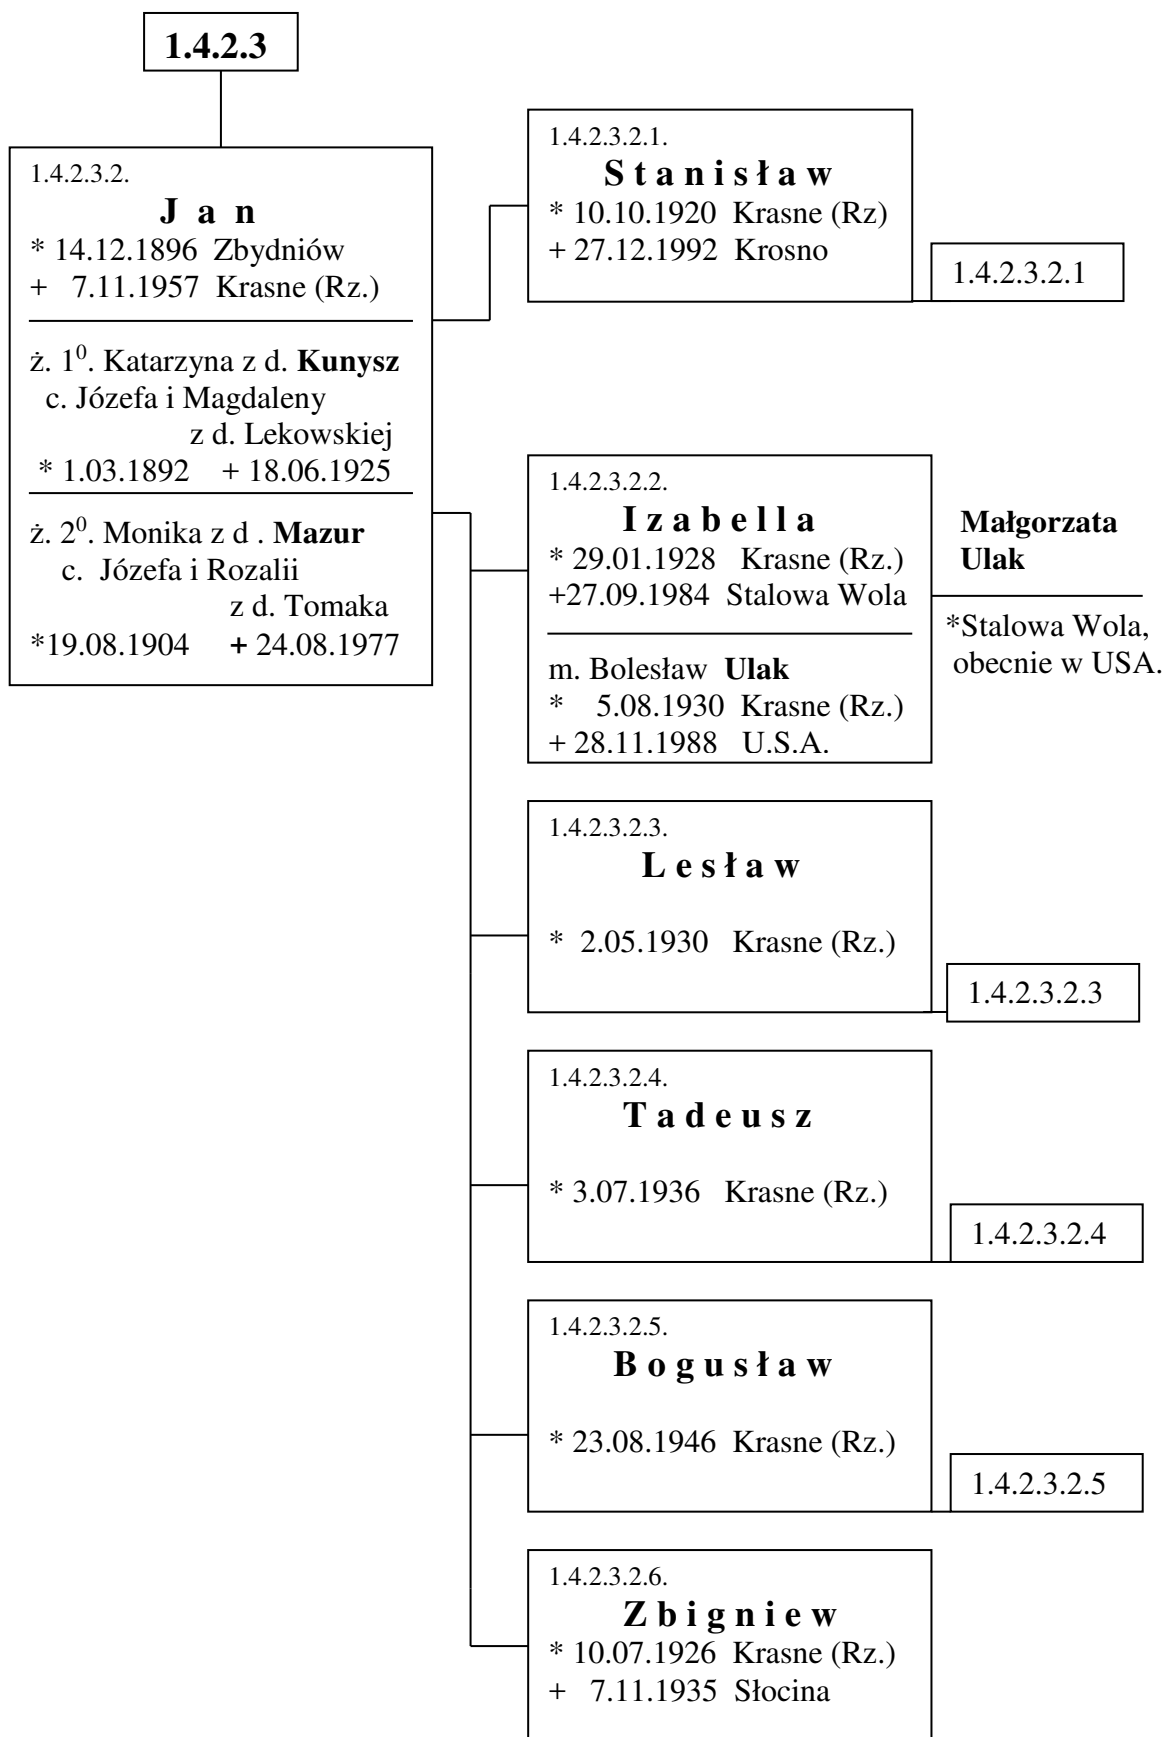 1.4.2.3
1.4.2.3.2.
J a n
* 14.12.1896 Zbydniów
+ 7.11.1957 Krasne (Rz.)
ż. 1⁰. Katarzyna z d. Kunysz
c. Józefa i Magdaleny
z d. Lekowskiej
* 1.03.1892 + 18.06.1925
ż. 2⁰. Monika z d . Mazur
c. Józefa i Rozalii
z d. Tomaka
*19.08.1904 + 24.08.1977
1.4.2.3.2.1.
S t a n i s ł a w
* 10.10.1920 Krasne (Rz)
+ 27.12.1992 Krosno
1.4.2.3.2.1
1.4.2.3.2.2.
I z a b e l l a
* 29.01.1928 Krasne (Rz.)
+27.09.1984 Stalowa Wola
m. Bolesław Ulak
* 5.08.1930 Krasne (Rz.)
+ 28.11.1988 U.S.A.
Małgorzata
Ulak
*Stalowa Wola,
obecnie w USA.
1.4.2.3.2.3.
L e s ł a w
* 2.05.1930 Krasne (Rz.)
1.4.2.3.2.3
1.4.2.3.2.4.
T a d e u s z
* 3.07.1936 Krasne (Rz.)
1.4.2.3.2.4
1.4.2.3.2.5.
B o g u s ł a w
* 23.08.1946 Krasne (Rz.)
1.4.2.3.2.5
1.4.2.3.2.6.
Z b i g n i e w
* 10.07.1926 Krasne (Rz.)
+ 7.11.1935 Słocina